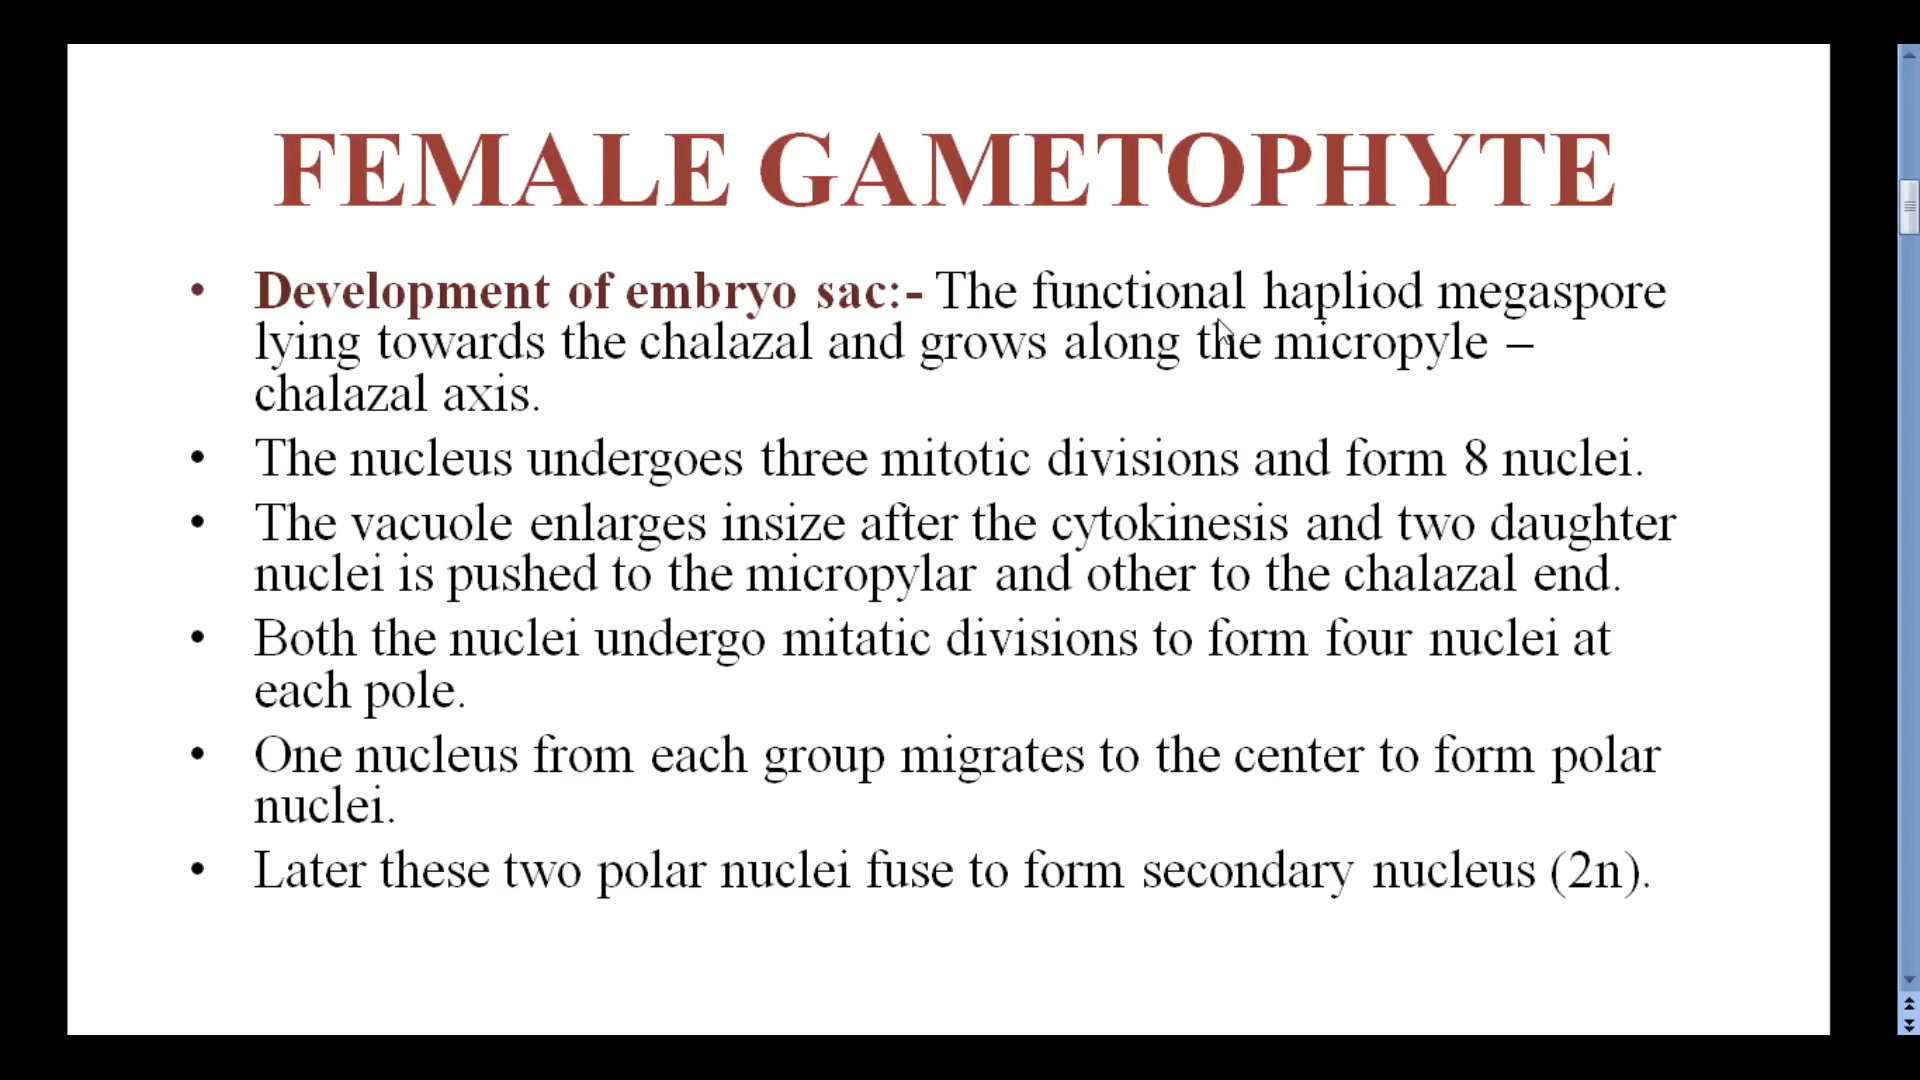 FEMALE GAMETOPHYTE
• Development of embryo sac:- The functional hapliod megaspore
lying towards the chalazal and grows along the micropyle –
chalazal axis.
• The nucleus undergoes three mitotic divisions and form 8 nuclei.
• The vacuole enlarges insize after the cytokinesis and two daughter
nuclei is pushed to the micropylar and other to the chalazal end.
• Both the nuclei undergo mitatic divisions to form four nuclei at
each pole.
• One nucleus from each group migrates to the center to form polar
nuclei.
• Later these two polar nuclei fuse to form secondary nucleus (2n).